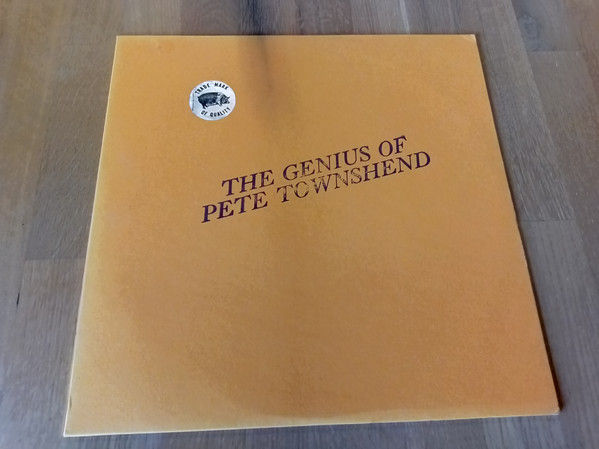 TRADE MARK
OF QUALITY
THE GENIUS OF
PETE TOWNSHEND